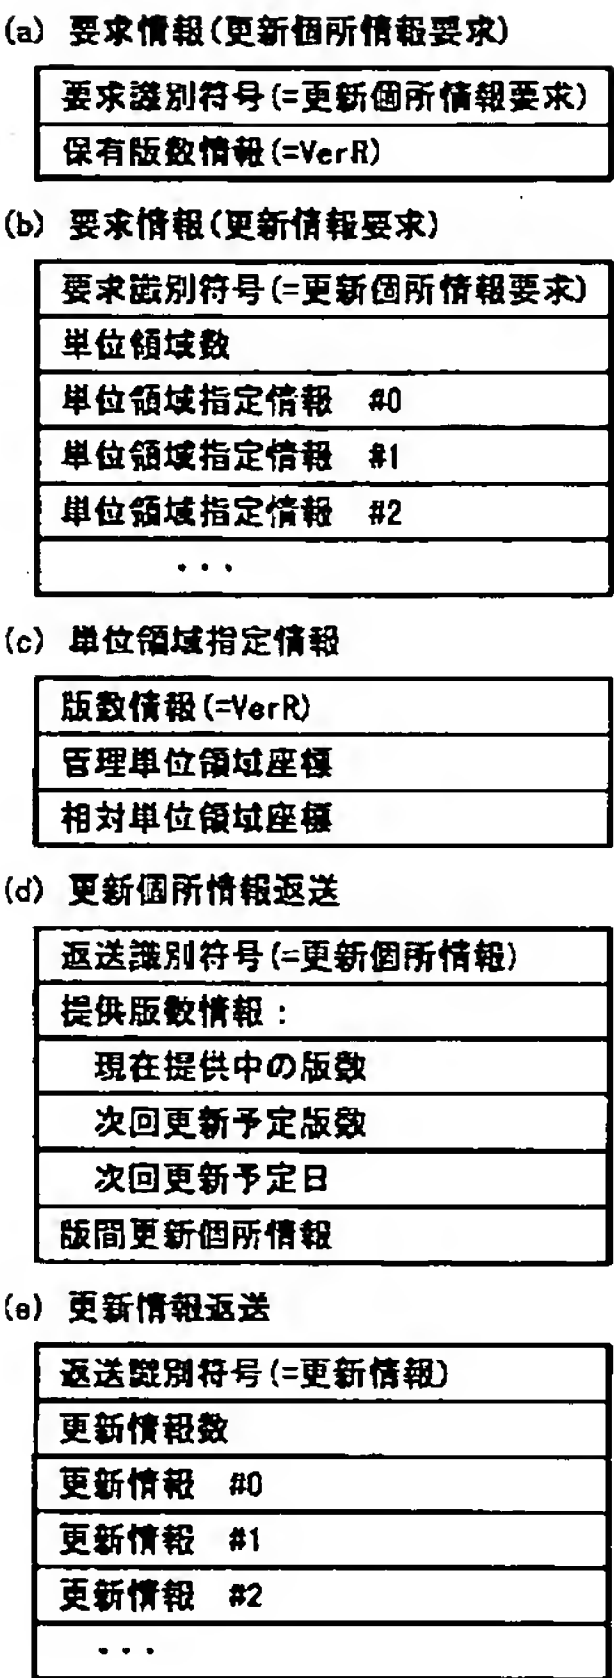 (a) 要求情報(更新個所情報要求)
要求識別符号(=更新個所情報要求)
保有版数情報(=VerR)
(b) 要求情報(更新情報要求)
要求識別符号(=更新個所情報要求)
単位領域数
単位領域指定情報 #0
単位領域指定情報 #1
単位領域指定情報 #2
...
(c) 単位領域指定情報
版数情報(=VerR)
管理単位領域座標
相対単位領域座標
(d) 更新個所情報返送
返送識別符号(=更新個所情報)
提供版数情報:
現在提供中の版数
次回更新予定版数
次回更新予定日
版間更新個所情報
(e) 更新情報返送
返送識別符号(=更新情報)
更新情報数
更新情報 #0
更新情報 #1
更新情報 #2
...